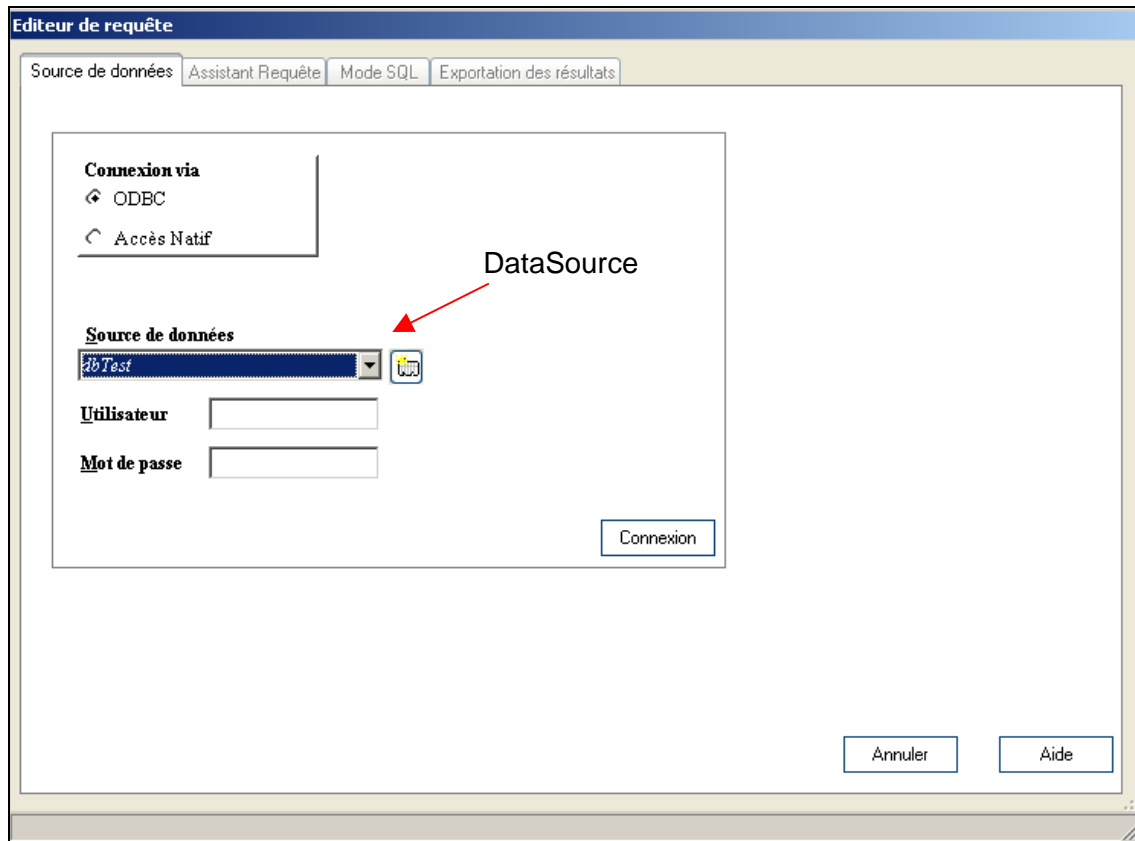 Editeur de requête
Source de données Assistant Requête Mode SQL Exportation des résultats
Connexion via
ODBC
Accès Natif
DataSource
Source de données
dbTest
Utilisateur
Mot de passe
Connexion
Annuler Aide